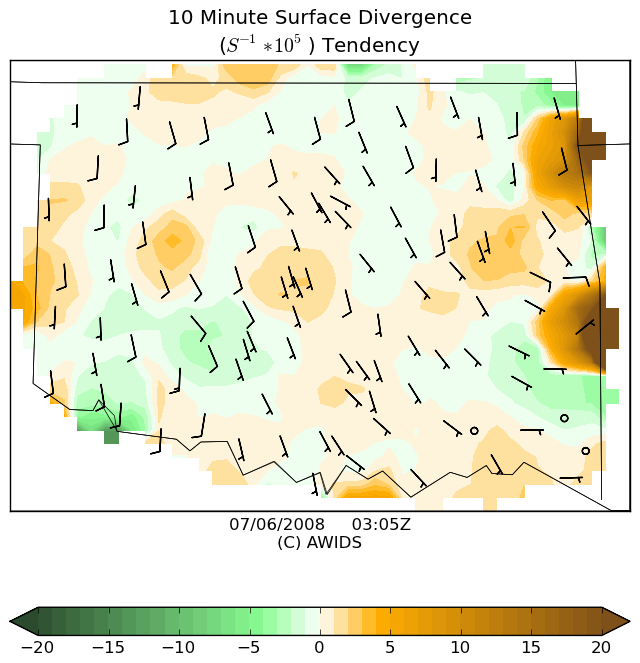 10 Minute Surface Divergence
(S⁻¹ *10⁵ ) Tendency
07/06/2008 03:05Z
(C) AWIDS
−20 −15 −10 −5 0 5 10 15 20